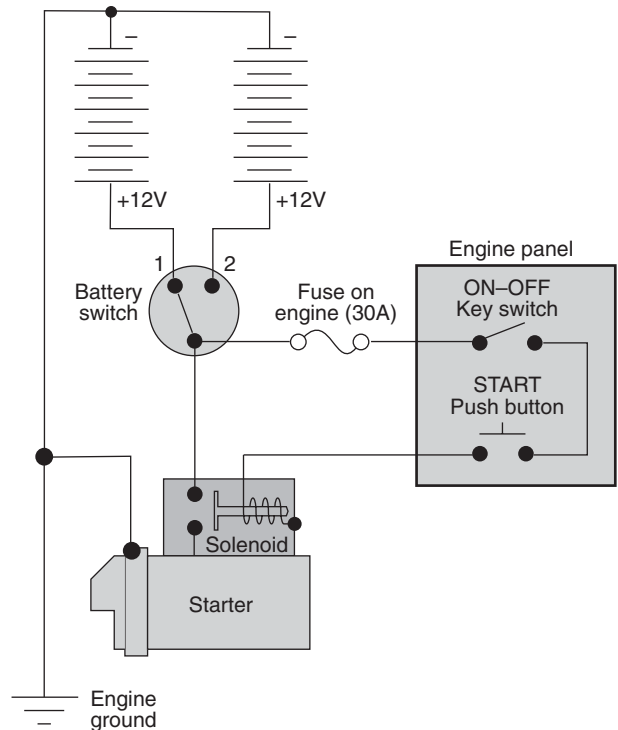 –
–
+12V
+12V
1
2
Battery
switch
Fuse on
engine (30A)
Engine panel
ON–OFF
Key switch
START
Push button
Solenoid
Starter
Engine
ground